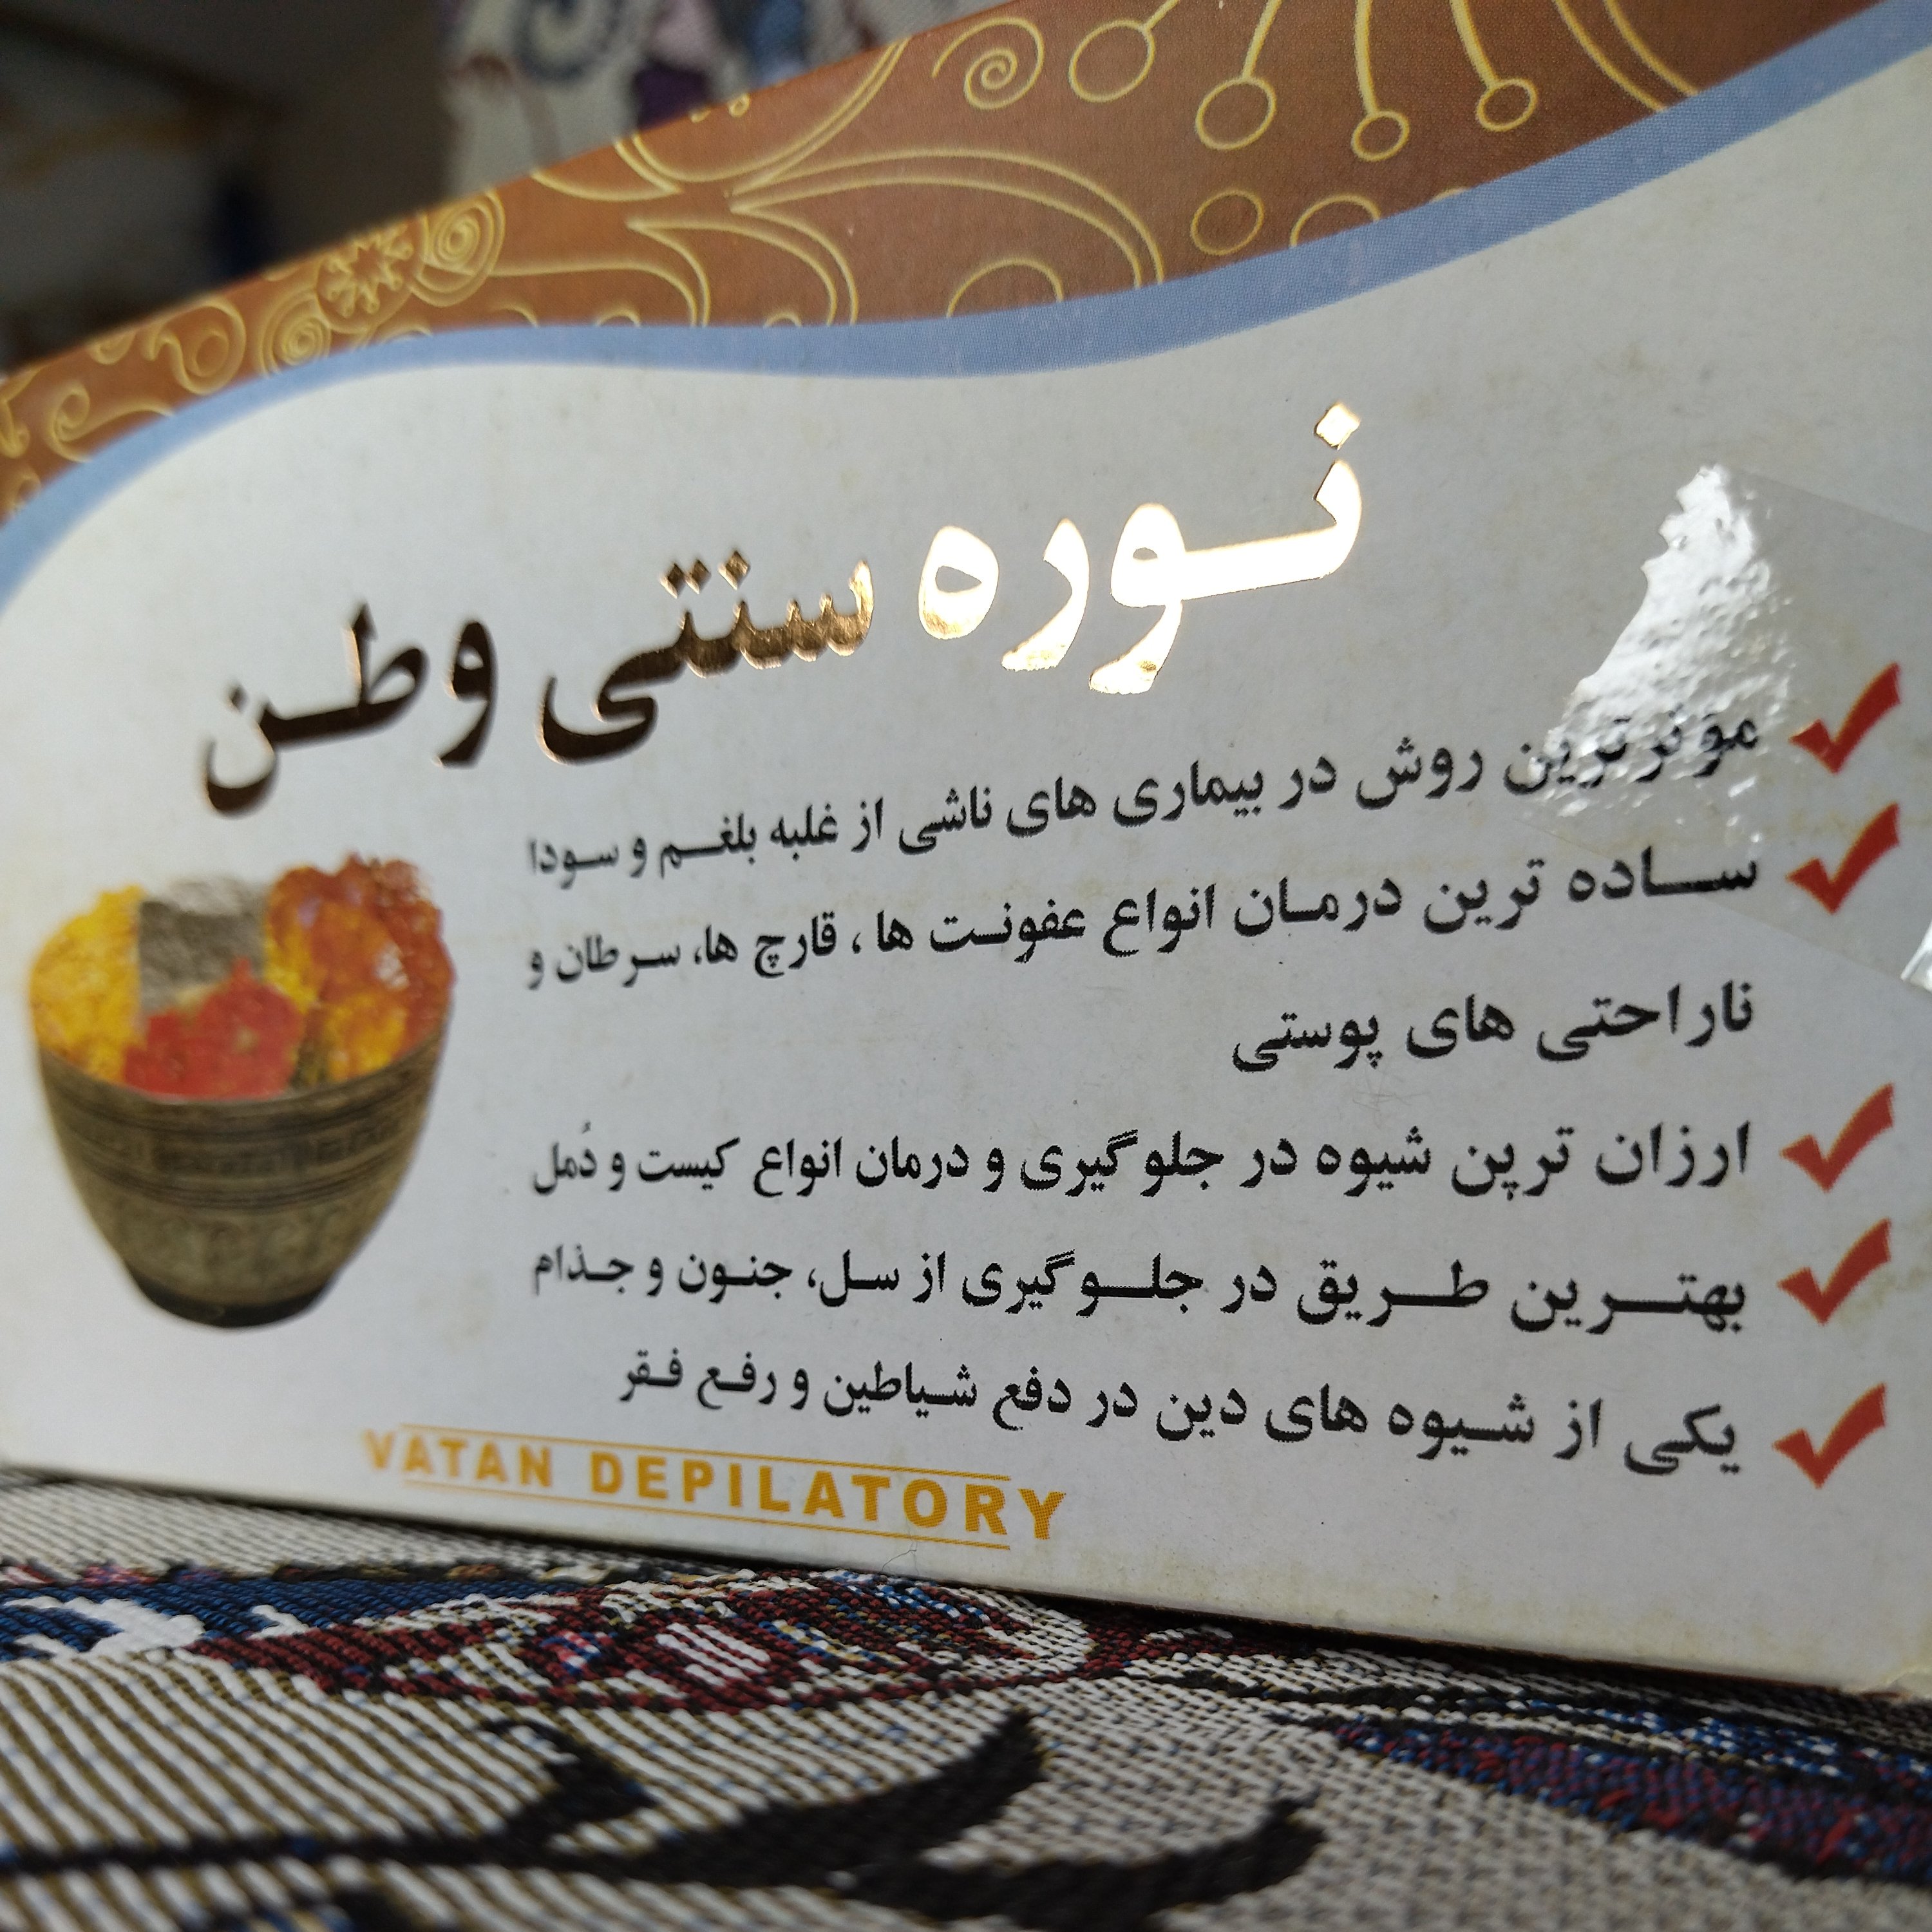 نوره سنتی وطن
موثرترین روش در بیماری های ناشی از غلبه بلغم و سودا
ساده ترین درمان انواع عفونت ها ، قارچ ها، سرطان و
ناراحتی های پوستی
ارزان ترپن شیوه در جلوگیری و درمان انواع کیست و دُمل
بهترین طریق در جلوگیری از سل، جنون و جذام
یکی از شیوه های دین در دفع شیاطین و رفع فقر
VATAN DEPILATORY